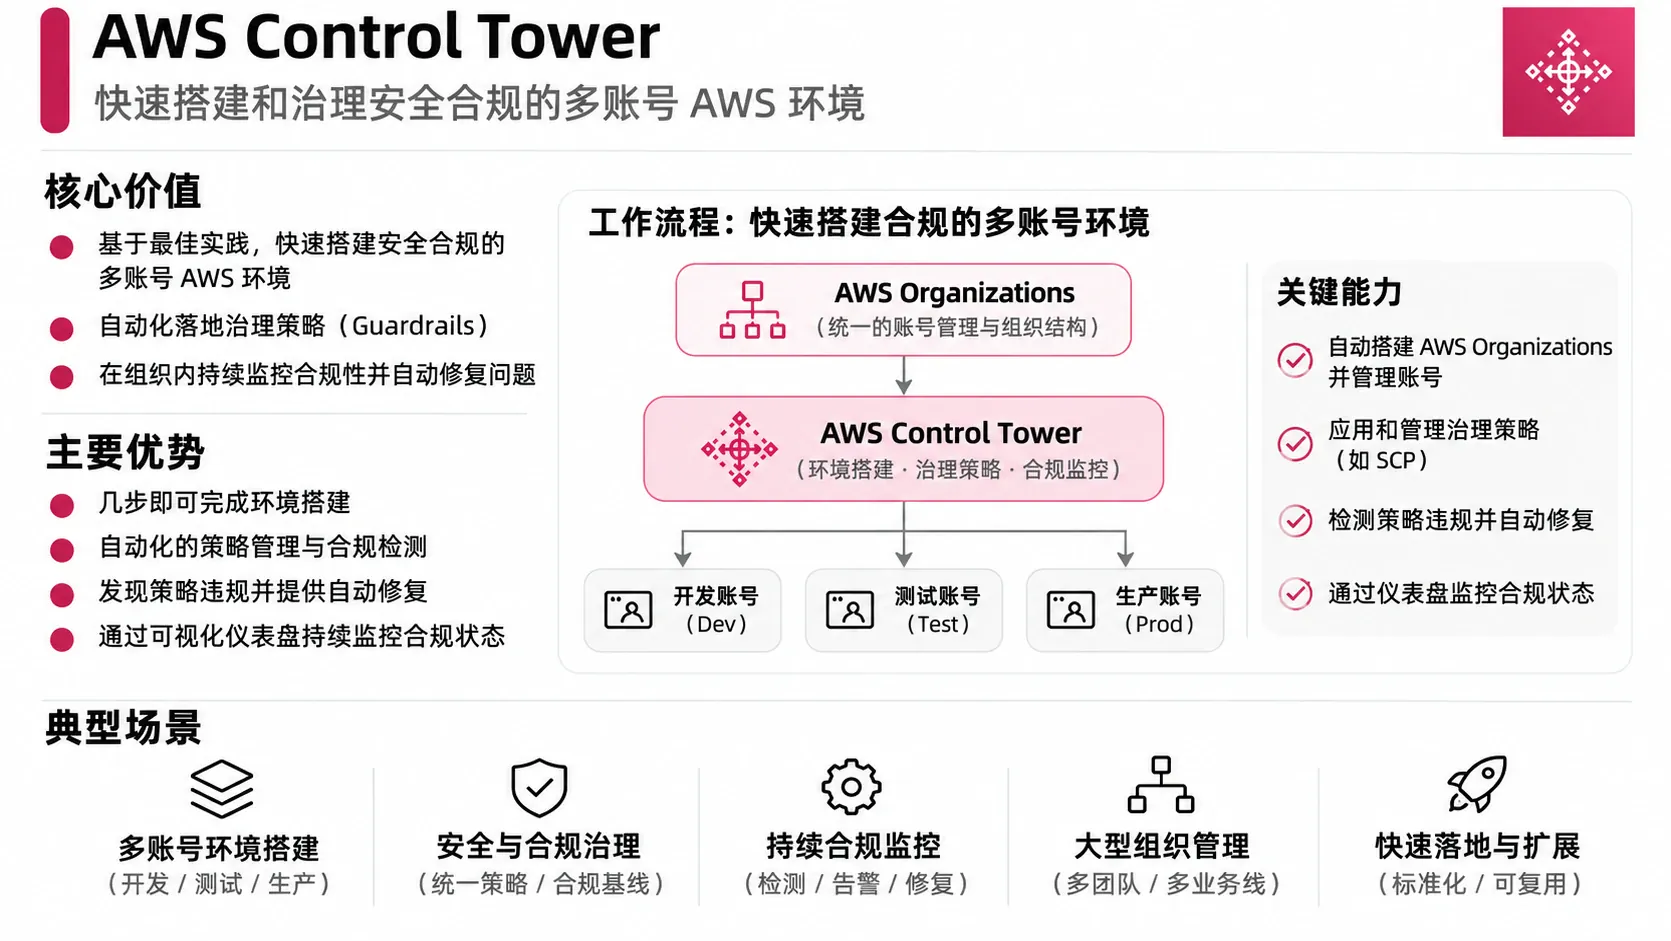 AWS Control Tower
快速搭建和治理安全合规的多账号 AWS 环境
核心价值
基于最佳实践，快速搭建安全合规的
多账号 AWS 环境
自动化落地治理策略（Guardrails）
在组织内持续监控合规性并自动修复问题
主要优势
几步即可完成环境搭建
自动化的策略管理与合规检测
发现策略违规并提供自动修复
通过可视化仪表盘持续监控合规状态
工作流程：快速搭建合规的多账号环境
AWS Organizations
（统一的账号管理与组织结构）
AWS Control Tower
（环境搭建 · 治理策略 · 合规监控）
开发账号
（Dev）
测试账号
（Test）
生产账号
（Prod）
关键能力
自动搭建 AWS Organizations
并管理账号
应用和管理治理策略
（如 SCP）
检测策略违规并自动修复
通过仪表盘监控合规状态
典型场景
多账号环境搭建
（开发 / 测试 / 生产）
安全与合规治理
（统一策略 / 合规基线）
持续合规监控
（检测 / 告警 / 修复）
大型组织管理
（多团队 / 多业务线）
快速落地与扩展
（标准化 / 可复用）